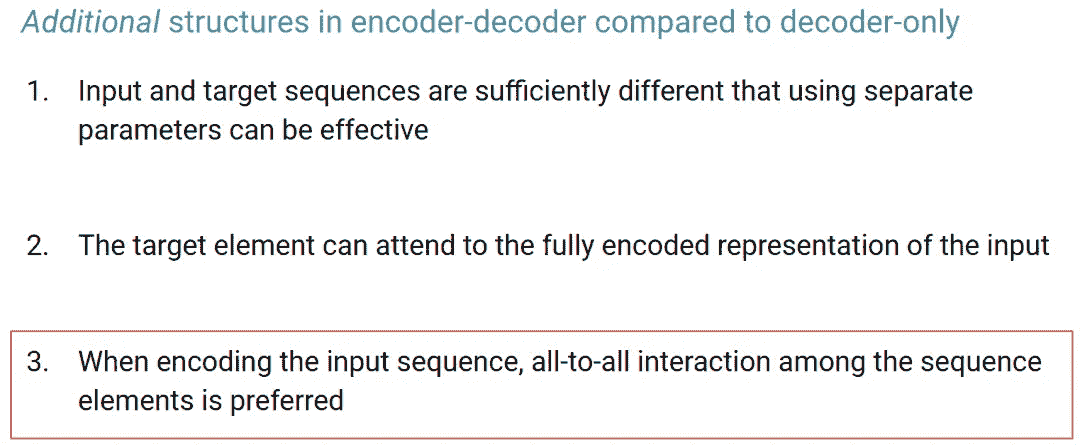 Additional structures in encoder-decoder compared to decoder-only
1. Input and target sequences are sufficiently different that using separate
parameters can be effective
2. The target element can attend to the fully encoded representation of the input
3. When encoding the input sequence, all-to-all interaction among the sequence
elements is preferred